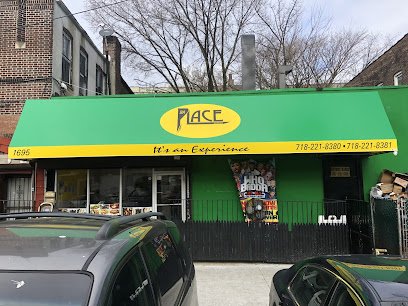 PLACE
1695
It's an Experience
718-221-8380 • 718-221-8381